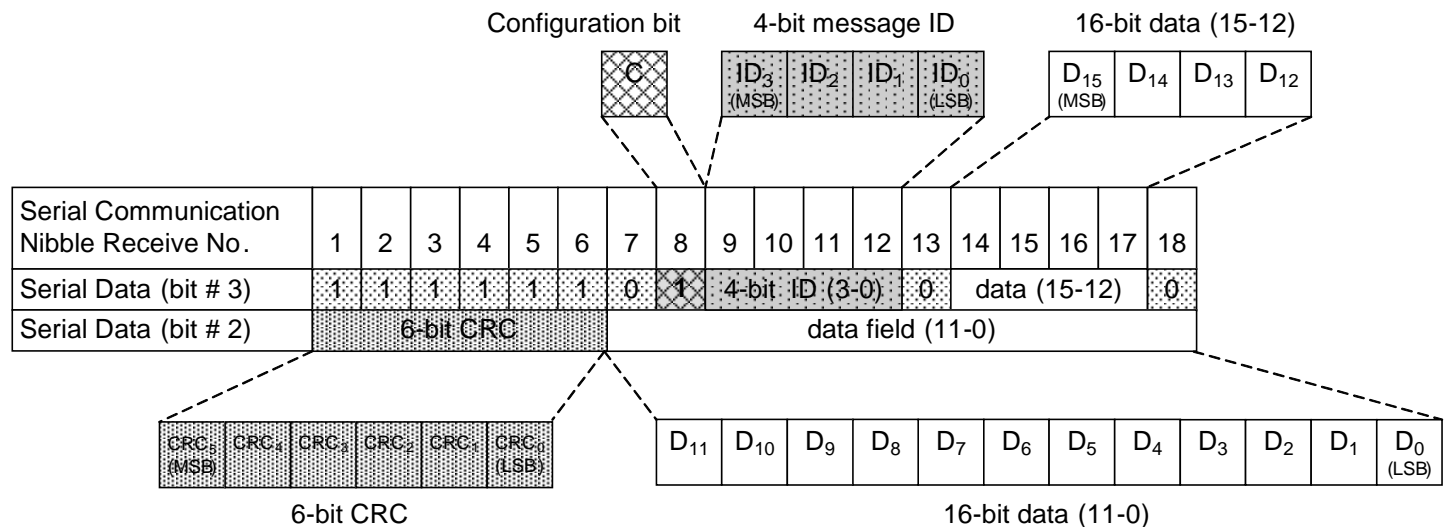 Configuration bit
4-bit message ID
16-bit data (15-12)
C
ID3 ID2 ID1 ID0
(MSB) (LSB)
D15 D14 D13 D12
(MSB)
Serial Communication
Nibble Receive No. 1 2 3 4 5 6 7 8 9 10 11 12 13 14 15 16 17 18
Serial Data (bit # 3) 1 1 1 1 1 1 0 1 4-bit ID (3-0) 0 data (15-12) 0
Serial Data (bit # 2) 6-bit CRC data field (11-0)
CRC5 CRC4 CRC3 CRC2 CRC1 CRC0
(MSB) (LSB)
D11 D10 D9 D8 D7 D6 D5 D4 D3 D2 D1 D0
(LSB)
6-bit CRC
16-bit data (11-0)